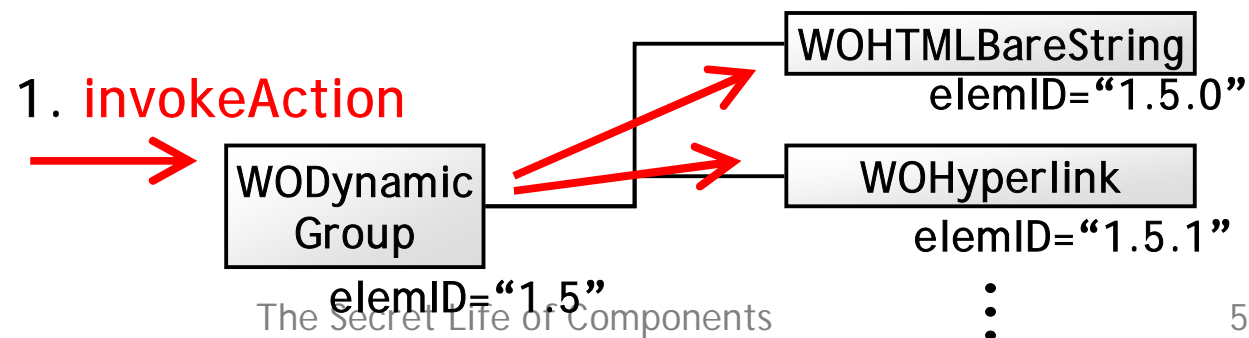 WOHTMLBareString
elemID=“1.5.0”
1. invokeAction
WODynamic
Group
WOHyperlink
elemID=“1.5.1”
elemID=“1.5”
The Secret Life of Components
5